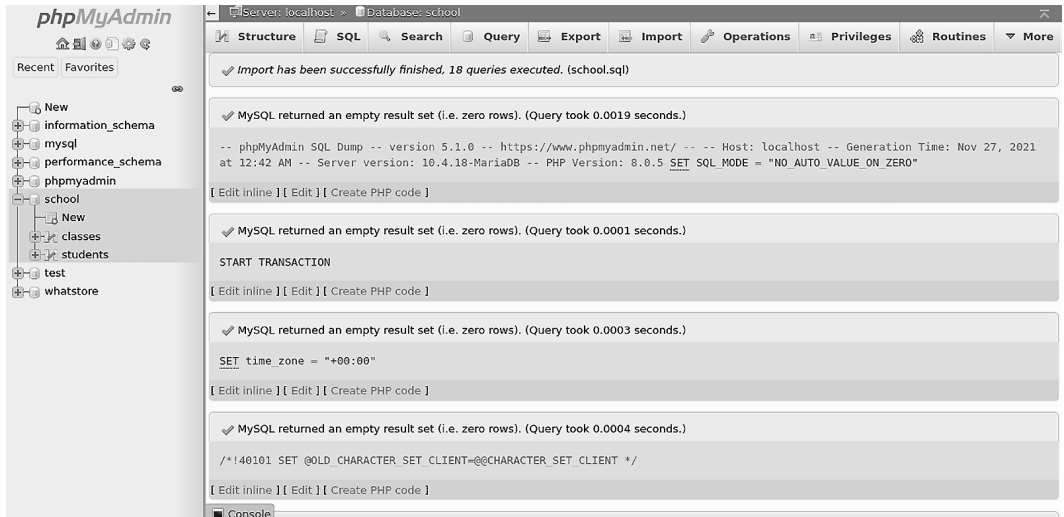 phpMyAdmin
Recent Favorites
New
information_schema
mysql
performance_schema
phpmyadmin
school
New
classes
students
test
whatstore
Server: localhost » Database: school
Structure SQL Search Query Export Import Operations Privileges Routines More
Import has been successfully finished, 18 queries executed. (school.sql)
MySQL returned an empty result set (i.e. zero rows). (Query took 0.0019 seconds.)
-- phpMyAdmin SQL Dump -- version 5.1.0 -- https://www.phpmyadmin.net/ -- -- Host: localhost -- Generation Time: Nov 27, 2021
at 12:42 AM -- Server version: 10.4.18-MariaDB -- PHP Version: 8.0.5 SET SQL_MODE = "NO_AUTO_VALUE_ON_ZERO"
[ Edit inline ] [ Edit ] [ Create PHP code ]
MySQL returned an empty result set (i.e. zero rows). (Query took 0.0001 seconds.)
START TRANSACTION
[ Edit inline ] [ Edit ] [ Create PHP code ]
MySQL returned an empty result set (i.e. zero rows). (Query took 0.0003 seconds.)
SET time_zone = "+00:00"
[ Edit inline ] [ Edit ] [ Create PHP code ]
MySQL returned an empty result set (i.e. zero rows). (Query took 0.0004 seconds.)
/*!40101 SET @OLD_CHARACTER_SET_CLIENT=@@CHARACTER_SET_CLIENT */
[ Edit inline ] [ Edit ] [ Create PHP code ]
Console